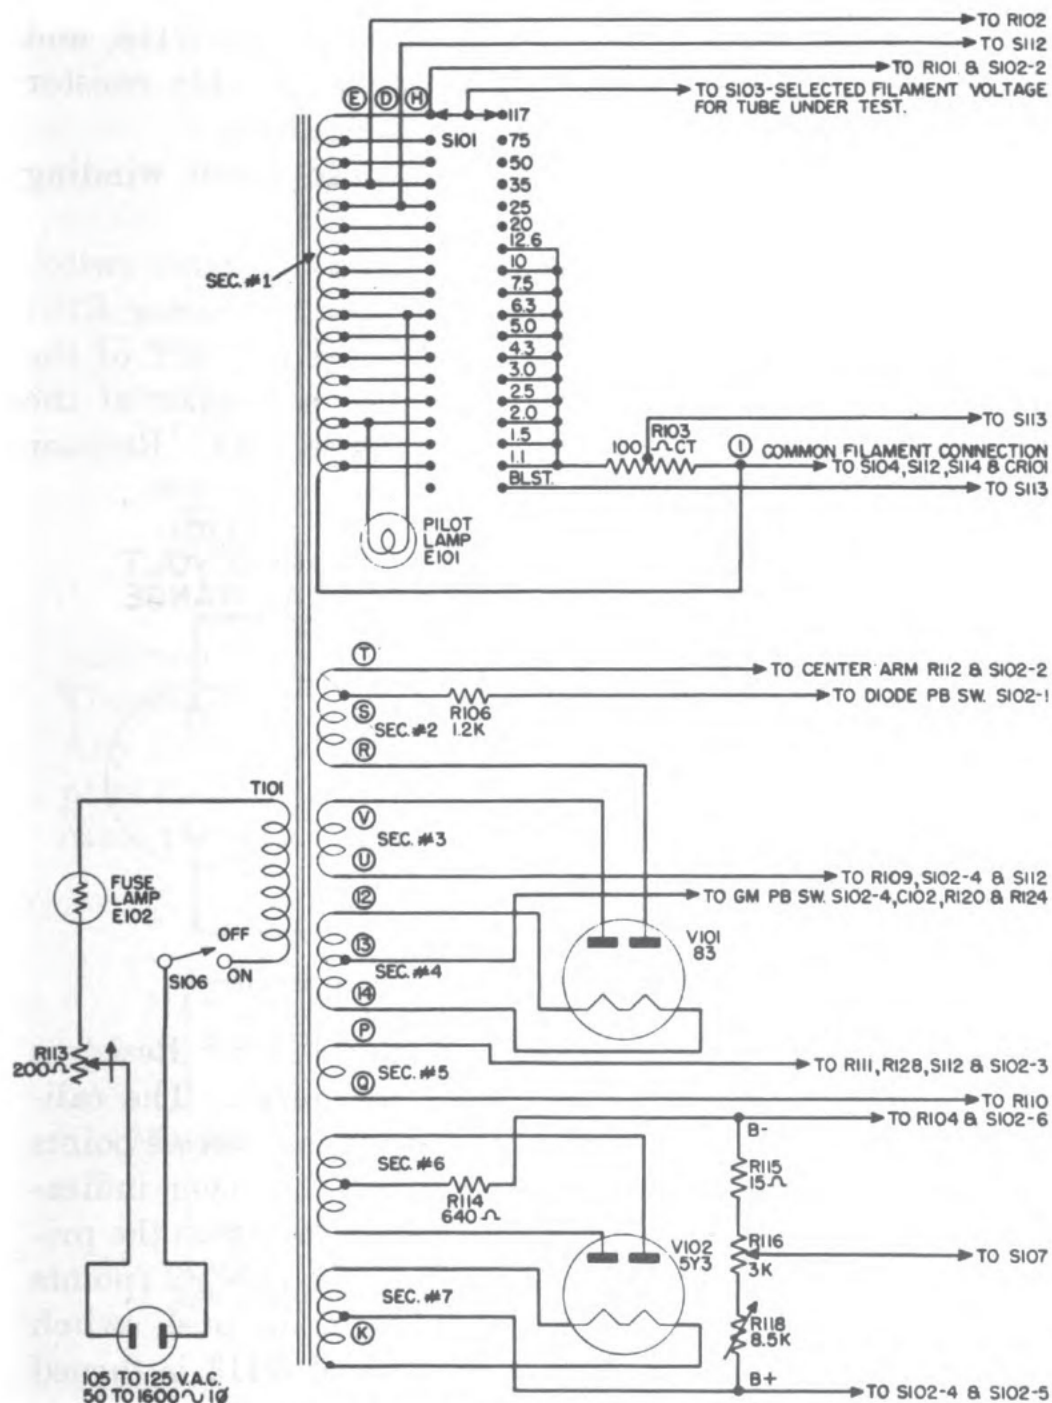 TO R102
TO S112
TO R101 & S102-2
TO S103-SELECTED FILAMENT VOLTAGE
FOR TUBE UNDER TEST.
E D H
117
S101
75
50
35
25
20
12.6
10
7.5
6.3
5.0
4.3
3.0
2.5
2.0
1.5
1.1
BLST.
SEC. #1
R103
100 Ω CT
TO S113
1
COMMON FILAMENT CONNECTION
TO S104, S112, S114 & CR101
TO S113
PILOT
LAMP
E101
T
TO CENTER ARM R112 & S102-2
S
R106
1.2K
TO DIODE PB SW. S102-1
SEC. #2
R
T101
V
SEC. #3
U
TO R109, S102-4 & S112
FUSE
LAMP
E102
12
TO GM PB SW. S102-4, C102, R120 & R124
OFF
ON
S106
13
SEC. #4
14
V101
83
R113
200 Ω
P
TO R111, R128, S112 & S102-3
SEC. #5
Q
TO R110
B-
TO R104 & S102-6
SEC. #6
R114
640 Ω
R115
15 Ω
V102
5Y3
R116
3K
TO S107
SEC. #7
K
R118
8.5K
B+
TO S102-4 & S102-5
105 TO 125 V.A.C.
50 TO 1600 ~ 1Ø